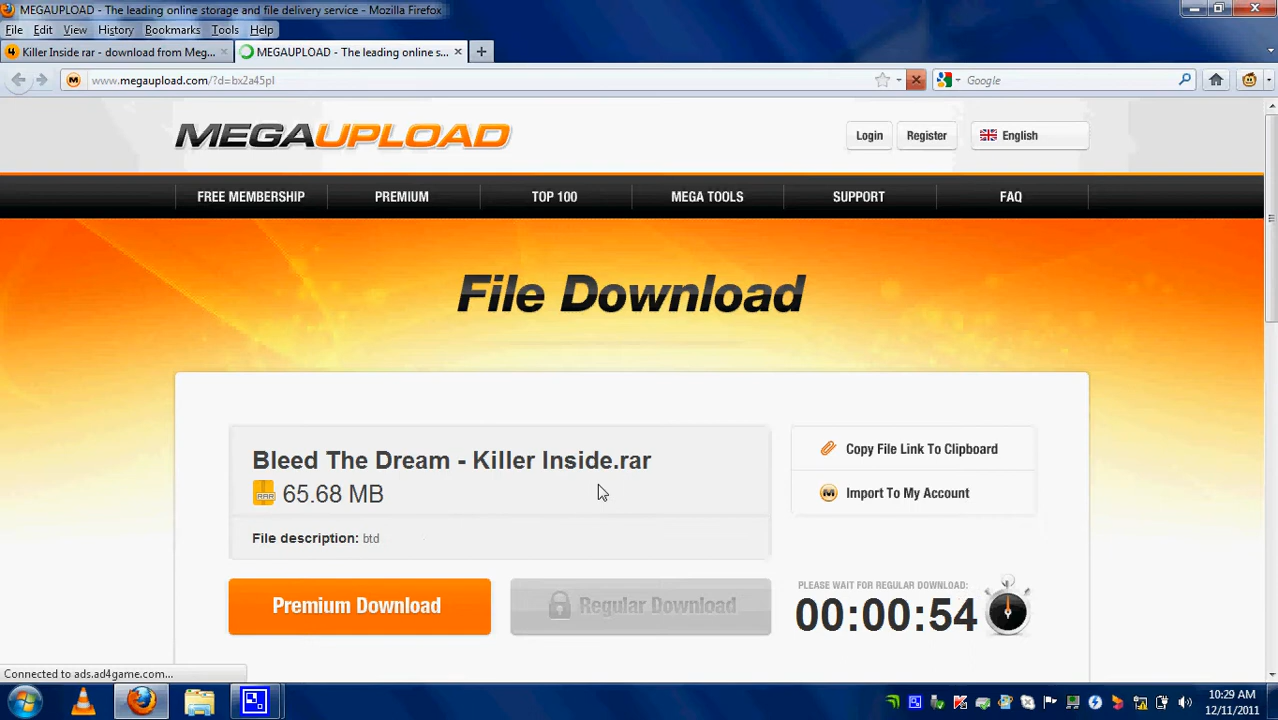 MEGAUPLOAD - The leading online storage and file delivery service - Mozilla Firefox
File Edit View History Bookmarks Tools Help
4 Killer Inside rar - download from Meg...
MEGAUPLOAD - The leading online s...
www.megaupload.com/?d=bx2a45pl
Google
MEGAUPLOAD
Login Register English
FREE MEMBERSHIP PREMIUM TOP 100 MEGA TOOLS SUPPORT FAQ
File Download
Bleed The Dream - Killer Inside.rar
RAR 65.68 MB
File description: btd
Copy File Link To Clipboard
Import To My Account
Premium Download
Regular Download
PLEASE WAIT FOR REGULAR DOWNLOAD:
00:00:54
Connected to ads.ad4game.com...
10:29 AM
12/11/2011